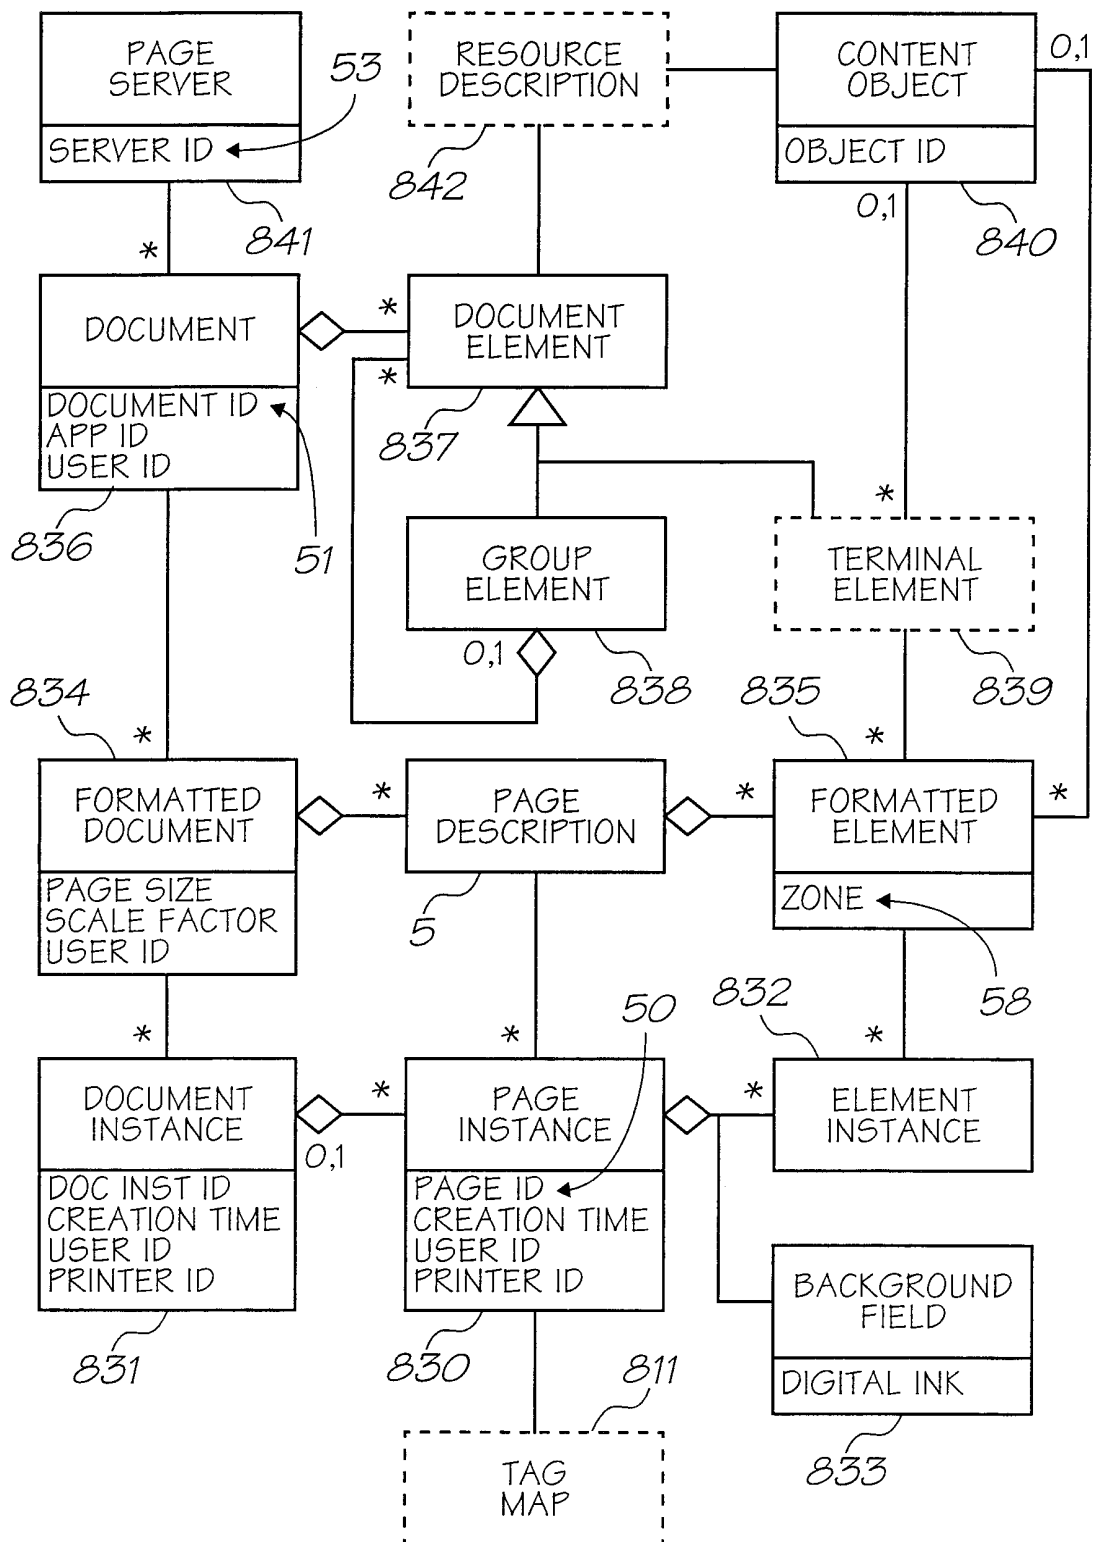 PAGE
SERVER
SERVER ID
53
841
*
RESOURCE
DESCRIPTION
842
CONTENT
OBJECT
OBJECT ID
0,1
0,1
840
DOCUMENT
DOCUMENT ID
APP ID
USER ID
836
51
*
*
DOCUMENT
ELEMENT
837
GROUP
ELEMENT
0,1
838
*
TERMINAL
ELEMENT
839
834
*
FORMATTED
DOCUMENT
PAGE SIZE
SCALE FACTOR
USER ID
*
PAGE
DESCRIPTION
5
*
835
*
FORMATTED
ELEMENT
*
ZONE
58
*
DOCUMENT
INSTANCE
0,1
DOC INST ID
CREATION TIME
USER ID
PRINTER ID
831
*
50
*
PAGE
INSTANCE
PAGE ID
CREATION TIME
USER ID
PRINTER ID
830
*
832
*
ELEMENT
INSTANCE
BACKGROUND
FIELD
DIGITAL INK
833
811
TAG
MAP